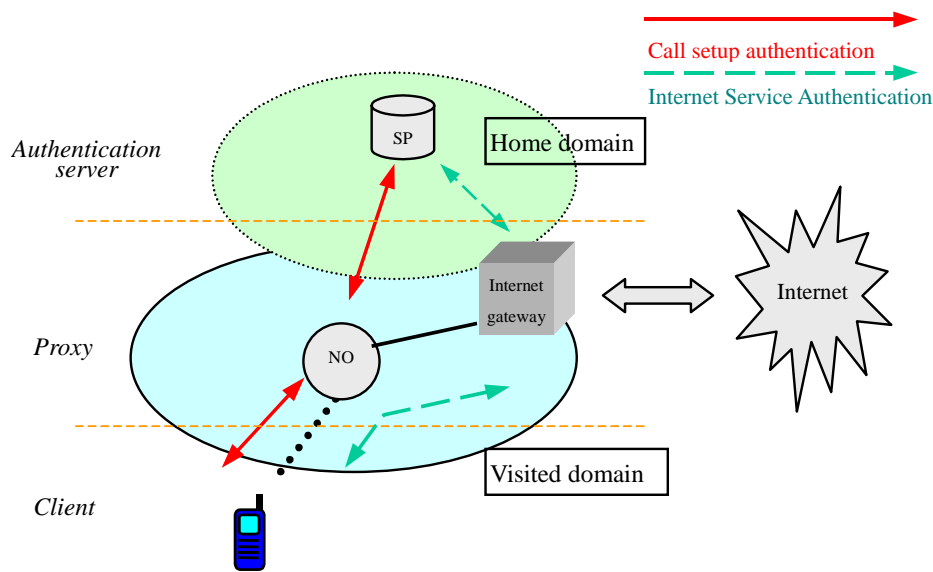 Call setup authentication
Internet Service Authentication
SP
Home domain
Authentication
server
Internet
gateway
Internet
Proxy
NO
Visited domain
Client